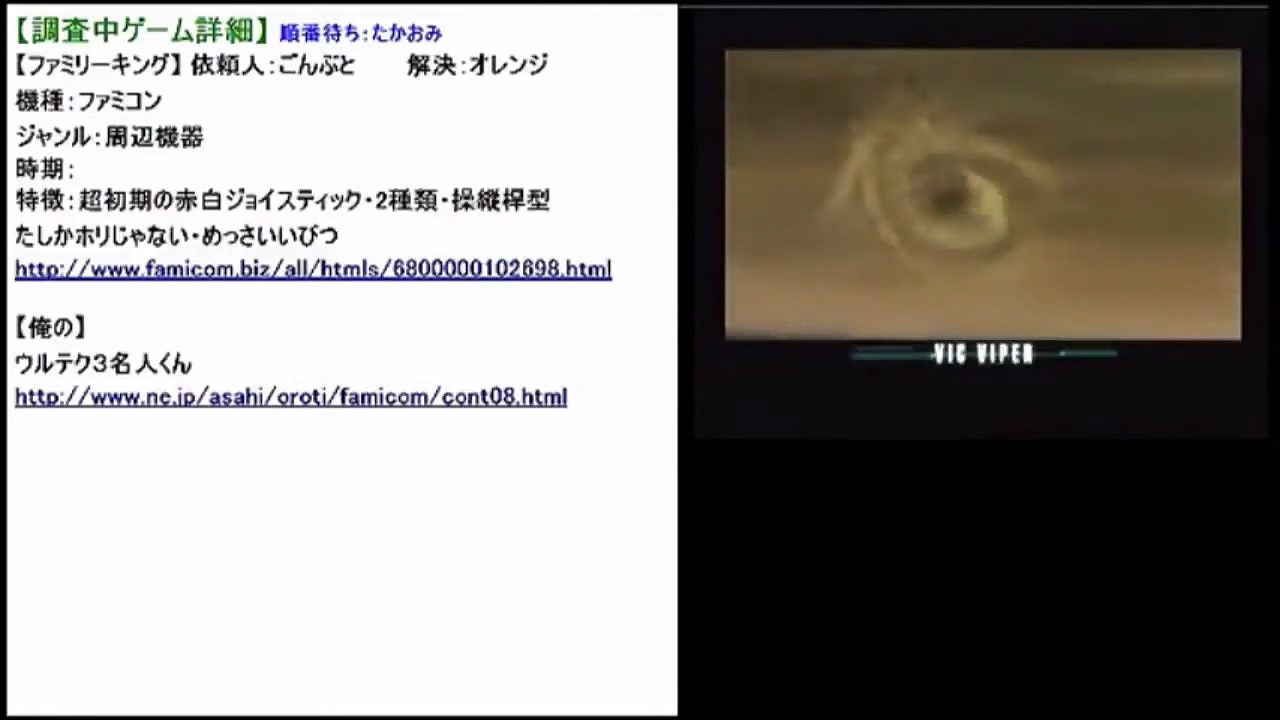 【調査中ゲーム詳細】 順番待ち：たかおみ
【ファミリーキング】 依頼人：ごんぶと　　解決：オレンジ
機種：ファミコン
ジャンル：周辺機器
時期：
特徴：超初期の赤白ジョイスティック・2種類・操縦桿型
たしかホリじゃない・めっさいいびつ
http://www.famicom.biz/all/htmls/6800000102698.html
【俺の】
ウルテク３名人くん
http://www.ne.jp/asahi/oroti/famicom/cont08.html
VIC VIPER